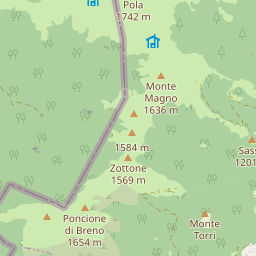 Pola
1742 m
Monte
Magno
1636 m
1584 m
Sass
1201
Zottone
1569 m
Poncione
di Breno
1654 m
Monte
Torri